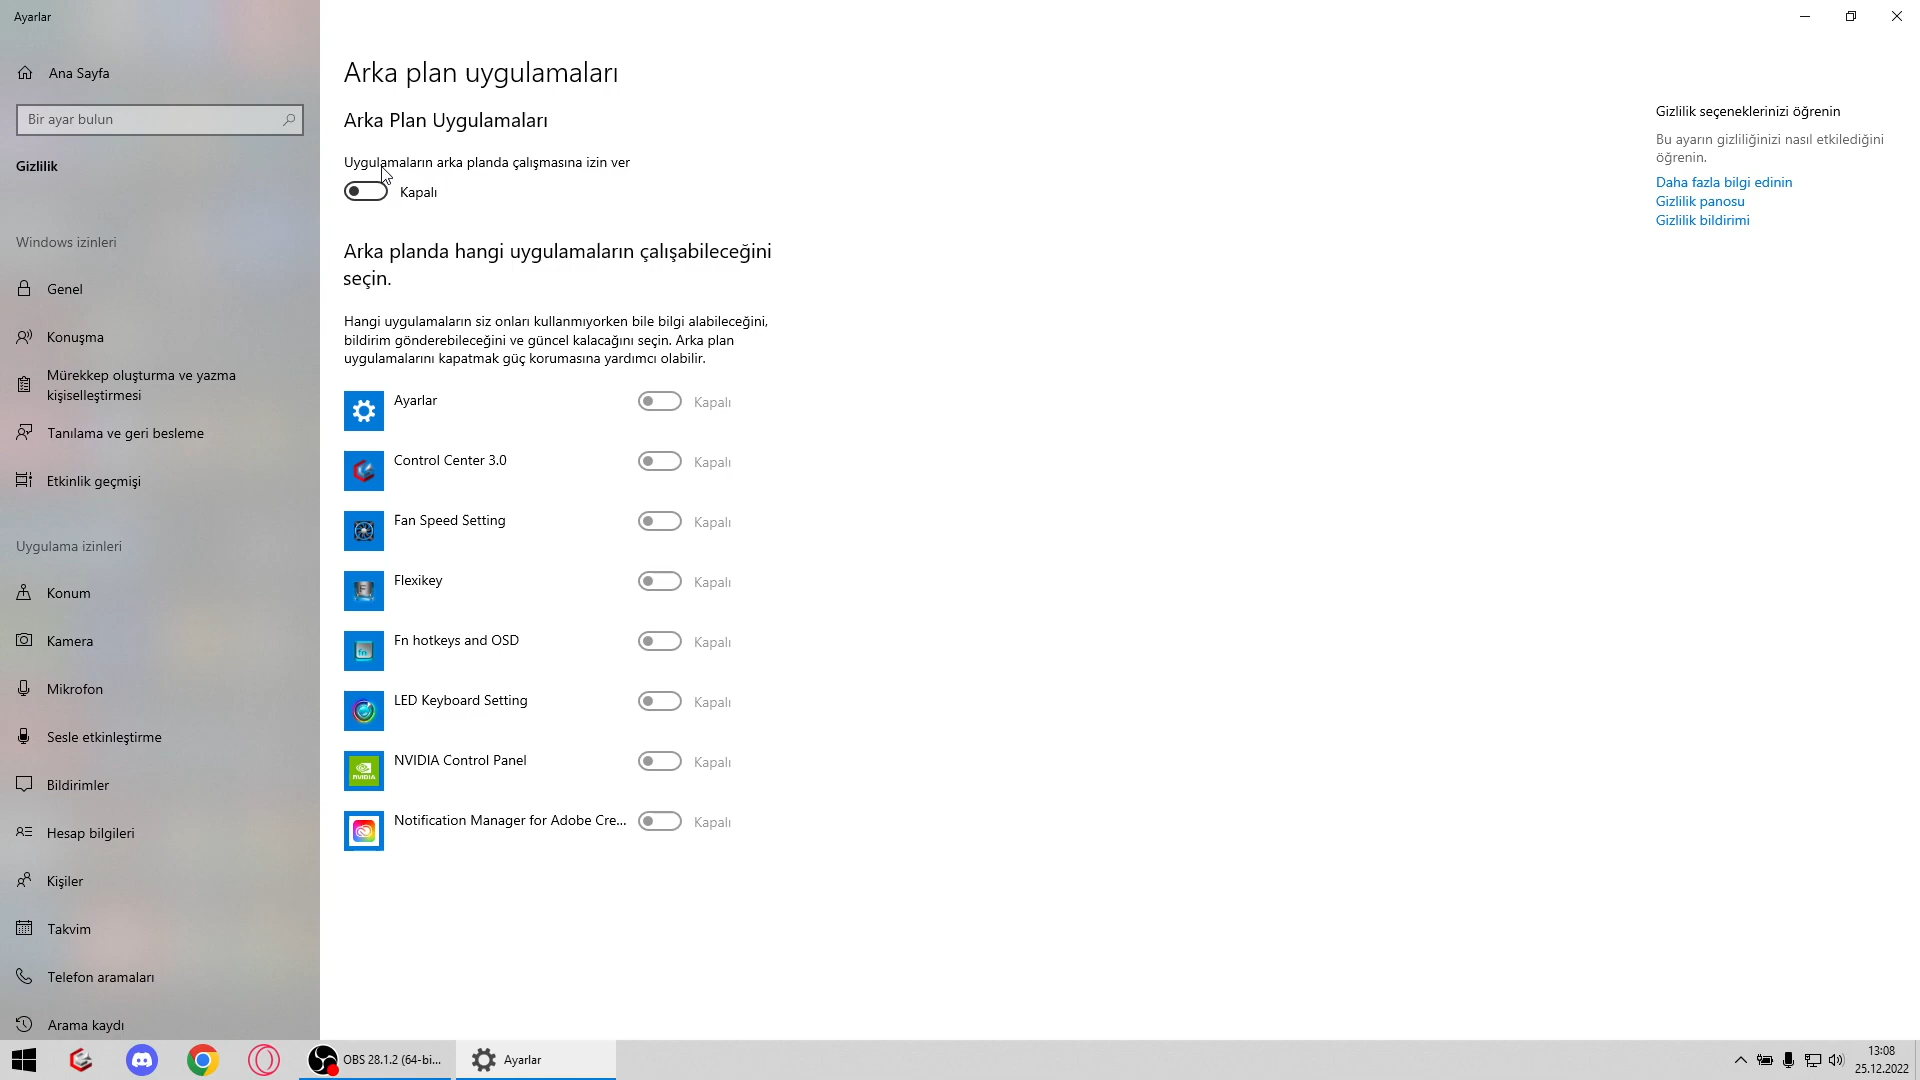 Ayarlar
Ana Sayfa
Bir ayar bulun
Gizlilik
Windows izinleri
Genel
Konuşma
Mürekkep oluşturma ve yazma
kişiselleştirmesi
Tanılama ve geri besleme
Etkinlik geçmişi
Uygulama izinleri
Konum
Kamera
Mikrofon
Sesle etkinleştirme
Bildirimler
Hesap bilgileri
Kişiler
Takvim
Telefon aramaları
Arama kaydı
Arka plan uygulamaları
Arka Plan Uygulamaları
Uygulamaların arka planda çalışmasına izin ver
Kapalı
Arka planda hangi uygulamaların çalışabileceğini
seçin.
Hangi uygulamaların siz onları kullanmıyorken bile bilgi alabileceğini,
bildirim gönderebileceğini ve güncel kalacağını seçin. Arka plan
uygulamalarını kapatmak güç korumasına yardımcı olabilir.
Ayarlar Kapalı
Control Center 3.0 Kapalı
Fan Speed Setting Kapalı
Flexikey Kapalı
Fn hotkeys and OSD Kapalı
LED Keyboard Setting Kapalı
NVIDIA Control Panel Kapalı
Notification Manager for Adobe Cre... Kapalı
Gizlilik seçeneklerinizi öğrenin
Bu ayarın gizliliğinizi nasıl etkilediğini
öğrenin.
Daha fazla bilgi edinin
Gizlilik panosu
Gizlilik bildirimi
OBS 28.1.2 (64-bi...
Ayarlar
13:08
25.12.2022